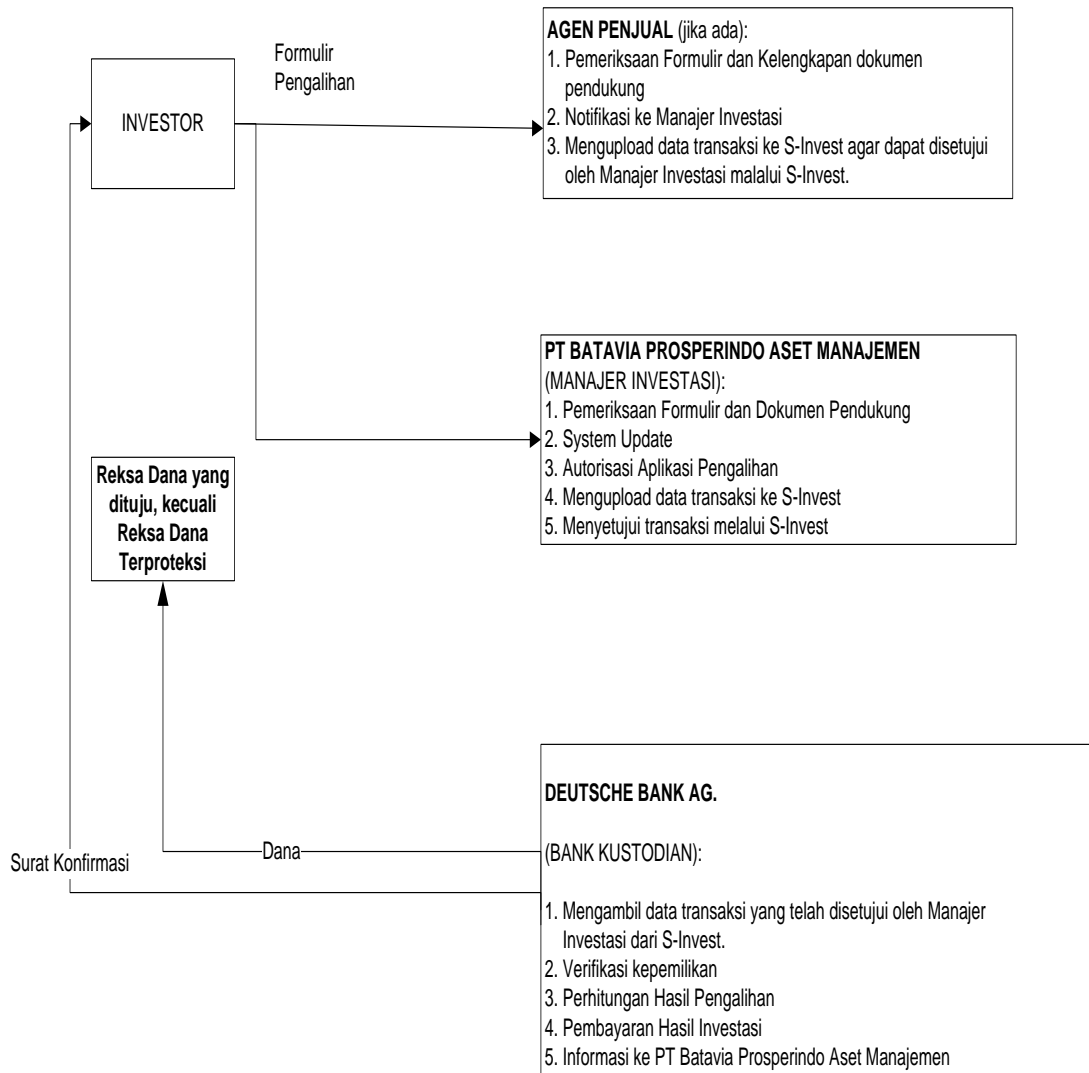 Formulir
Pengalihan
INVESTOR
AGEN PENJUAL (jika ada):
1. Pemeriksaan Formulir dan Kelengkapan dokumen
pendukung
2. Notifikasi ke Manajer Investasi
3. Mengupload data transaksi ke S-Invest agar dapat disetujui
oleh Manajer Investasi malalui S-Invest.
PT BATAVIA PROSPERINDO ASET MANAJEMEN
(MANAJER INVESTASI):
1. Pemeriksaan Formulir dan Dokumen Pendukung
2. System Update
3. Autorisasi Aplikasi Pengalihan
4. Mengupload data transaksi ke S-Invest
5. Menyetujui transaksi melalui S-Invest
Reksa Dana yang
dituju, kecuali
Reksa Dana
Terproteksi
Surat Konfirmasi
Dana
DEUTSCHE BANK AG.
(BANK KUSTODIAN):
1. Mengambil data transaksi yang telah disetujui oleh Manajer
Investasi dari S-Invest.
2. Verifikasi kepemilikan
3. Perhitungan Hasil Pengalihan
4. Pembayaran Hasil Investasi
5. Informasi ke PT Batavia Prosperindo Aset Manajemen